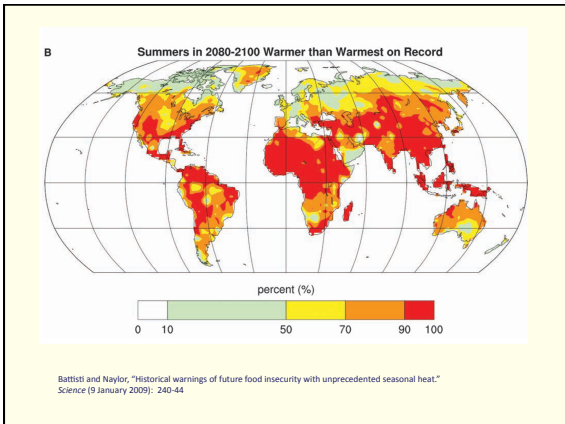 B
Summers in 2080-2100 Warmer than Warmest on Record
percent (%)
0 10 50 70 90 100
Battisti and Naylor, "Historical warnings of future food insecurity with unprecedented seasonal heat."
Science (9 January 2009): 240-44